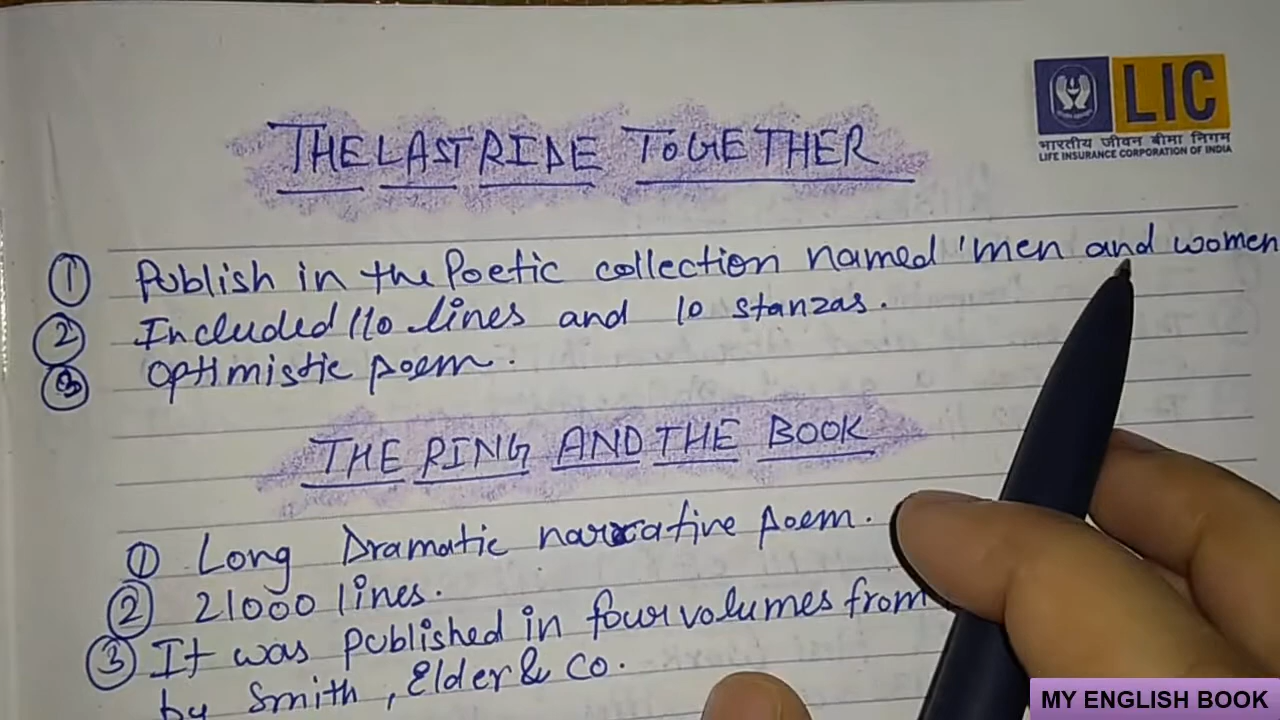 LIC
भारतीय जीवन बीमा निगम
LIFE INSURANCE CORPORATION OF INDIA
THE LAST RIDE TOGETHER
① Publish in the Poetic collection named 'men and women
② Included 110 lines and 10 stanzas.
③ optimistic poem.
THE RING AND THE BOOK
① Long Dramatic narrative poem.
② 21000 lines.
③ It was published in four volumes from
by Smith, Elder & Co.
MY ENGLISH BOOK